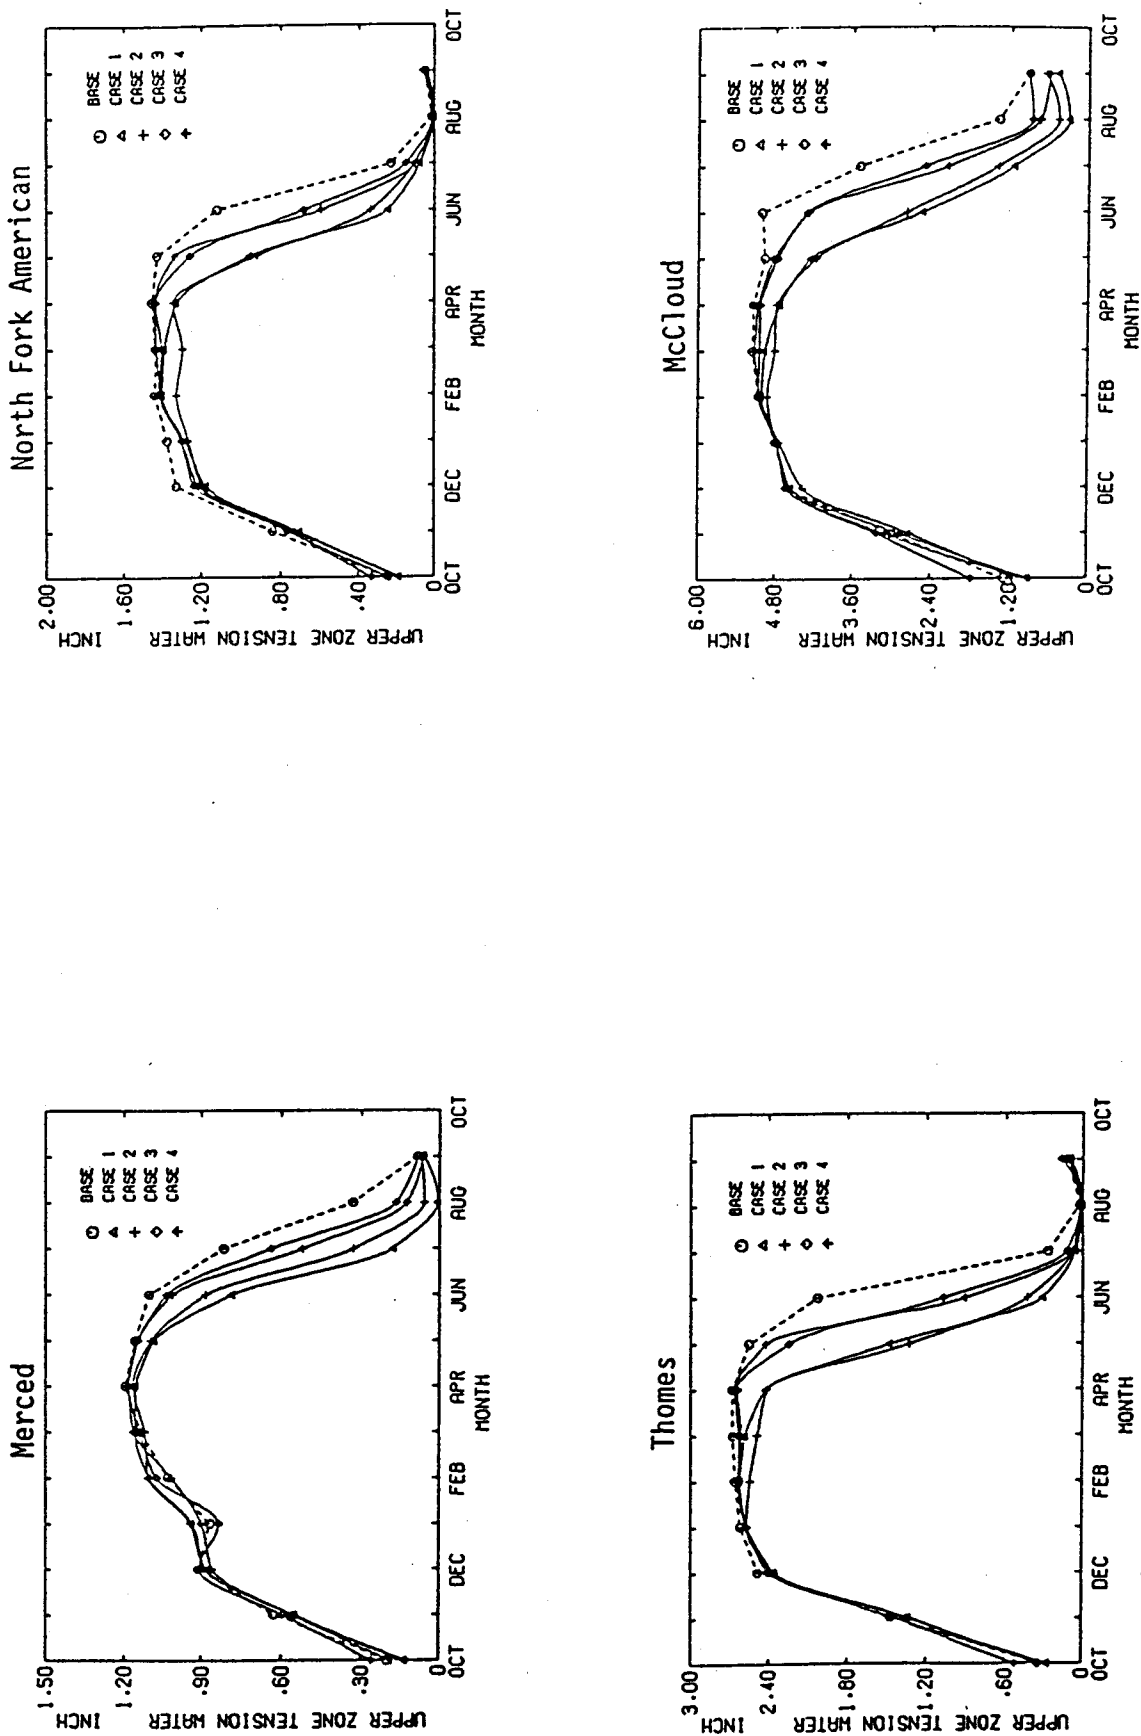 Merced
1.50
1.20
.90
.60
.30
0
UPPER ZONE TENSION WATER
INCH
OCT
DEC
FEB
APR
JUN
AUG
OCT
MONTH
BASE
CASE 1
CASE 2
CASE 3
CASE 4
North Fork American
2.00
1.60
1.20
.80
.40
0
UPPER ZONE TENSION WATER
INCH
OCT
DEC
FEB
APR
JUN
AUG
OCT
MONTH
BASE
CASE 1
CASE 2
CASE 3
CASE 4
Thomes
3.00
2.40
1.80
1.20
.60
0
UPPER ZONE TENSION WATER
INCH
OCT
DEC
FEB
APR
JUN
AUG
OCT
MONTH
BASE
CASE 1
CASE 2
CASE 3
CASE 4
McCloud
6.00
4.80
3.60
2.40
1.20
0
UPPER ZONE TENSION WATER
INCH
OCT
DEC
FEB
APR
JUN
AUG
OCT
MONTH
BASE
CASE 1
CASE 2
CASE 3
CASE 4